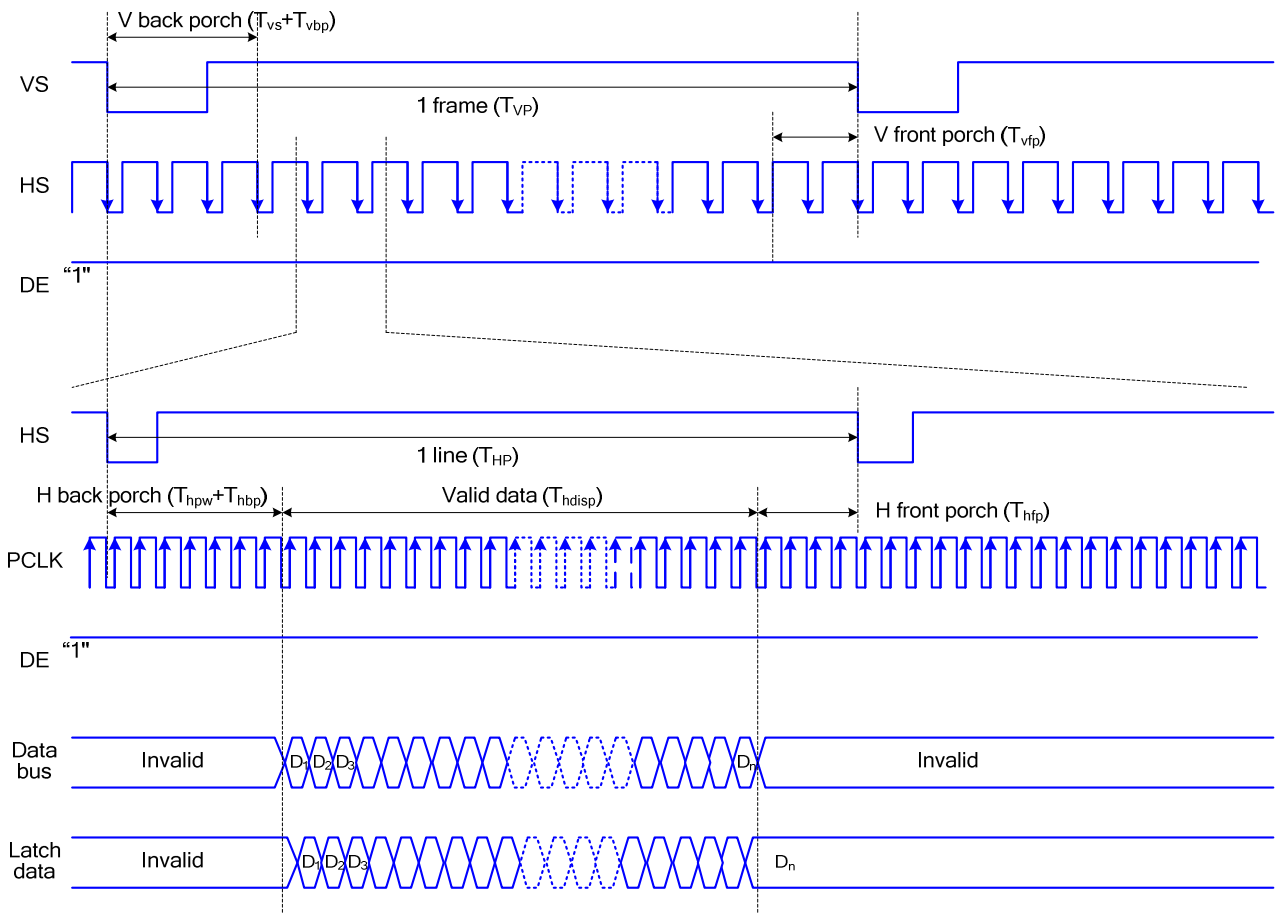 V back porch (Tvs+Tvbp)
VS
1 frame (TVP)
V front porch (Tvfp)
HS
“1"
DE
HS
1 line (THP)
H back porch (Thpw+Thbp)
Valid data (Thdisp)
H front porch (Thfp)
PCLK
“1"
DE
Data
bus
Invalid
D1 D2 D3
Dn
Invalid
Latch
data
Invalid
D1 D2 D3
Dn